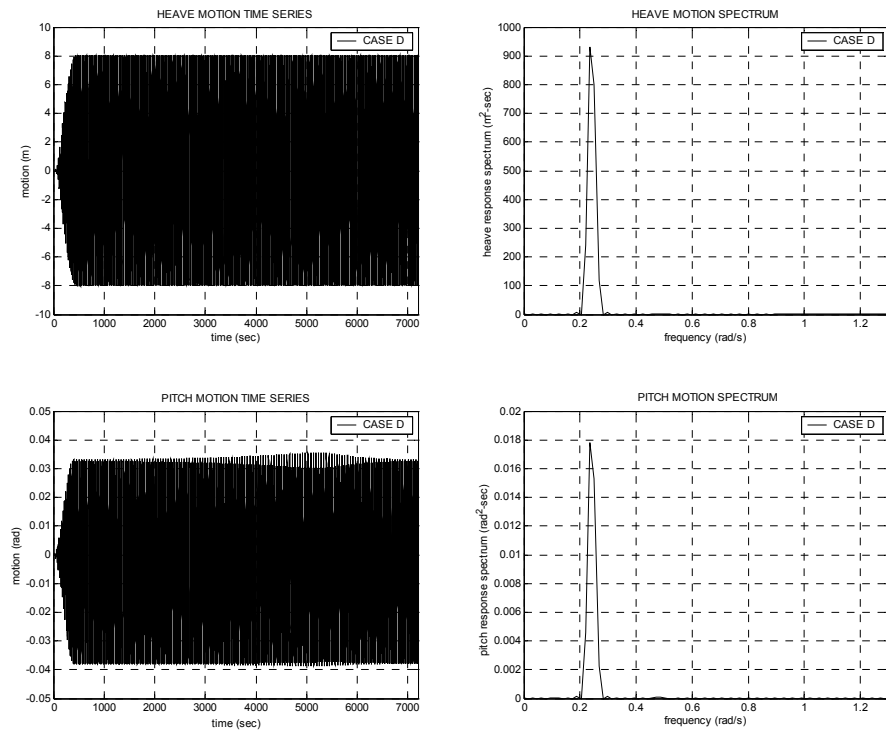 HEAVE MOTION TIME SERIES
CASE D
10
8
6
4
2
0
-2
-4
-6
-8
-10
motion (m)
0 1000 2000 3000 4000 5000 6000 7000
time (sec)
HEAVE MOTION SPECTRUM
CASE D
1000
900
800
700
600
500
400
300
200
100
0
heave response spectrum (m²-sec)
0 0.2 0.4 0.6 0.8 1 1.2
frequency (rad/s)
PITCH MOTION TIME SERIES
CASE D
0.05
0.04
0.03
0.02
0.01
0
-0.01
-0.02
-0.03
-0.04
-0.05
motion (rad)
0 1000 2000 3000 4000 5000 6000 7000
time (sec)
PITCH MOTION SPECTRUM
CASE D
0.02
0.018
0.016
0.014
0.012
0.01
0.008
0.006
0.004
0.002
0
pitch response spectrum (rad²-sec)
0 0.2 0.4 0.6 0.8 1 1.2
frequency (rad/s)